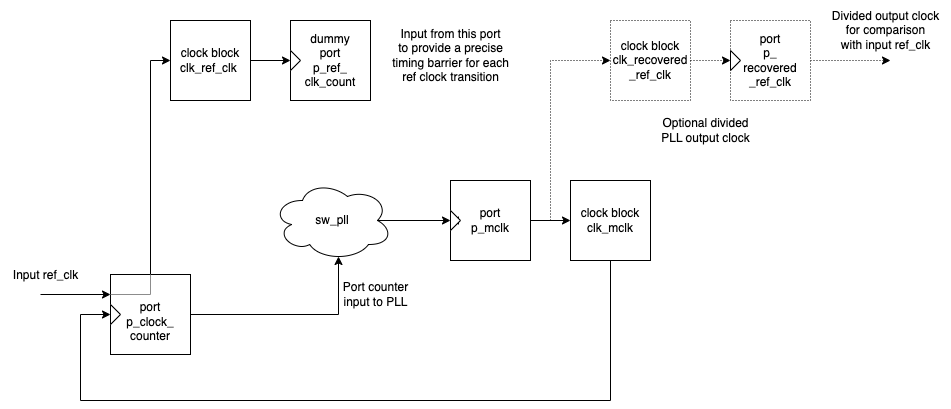 clock block
clk_ref_clk
dummy
port
p_ref_
clk_count
Input from this port
to provide a precise
timing barrier for each
ref clock transition
clock block
clk_recovered
_ref_clk
port
p_
recovered
_ref_clk
Divided output clock
for comparison
with input ref_clk
Optional divided
PLL output clock
sw_pll
port
p_mclk
clock block
clk_mclk
Input ref_clk
port
p_clock_
counter
Port counter
input to PLL